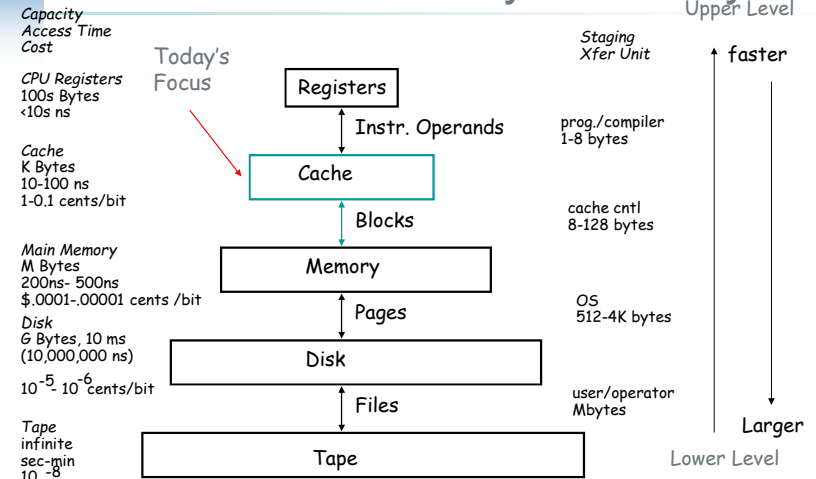 Upper Level
Capacity
Access Time
Cost
Staging
Xfer Unit
faster
Today's
Focus
CPU Registers
100s Bytes
<10s ns
Registers
Instr. Operands
prog./compiler
1-8 bytes
Cache
K Bytes
10-100 ns
1-0.1 cents/bit
Cache
Blocks
cache cntl
8-128 bytes
Main Memory
M Bytes
200ns- 500ns
$.0001-.00001 cents /bit
Memory
Pages
OS
512-4K bytes
Disk
G Bytes, 10 ms
(10,000,000 ns)
10 -5 - 10 -6 cents/bit
Disk
Files
user/operator
Mbytes
Tape
infinite
sec-min
10 -8
Tape
Larger
Lower Level